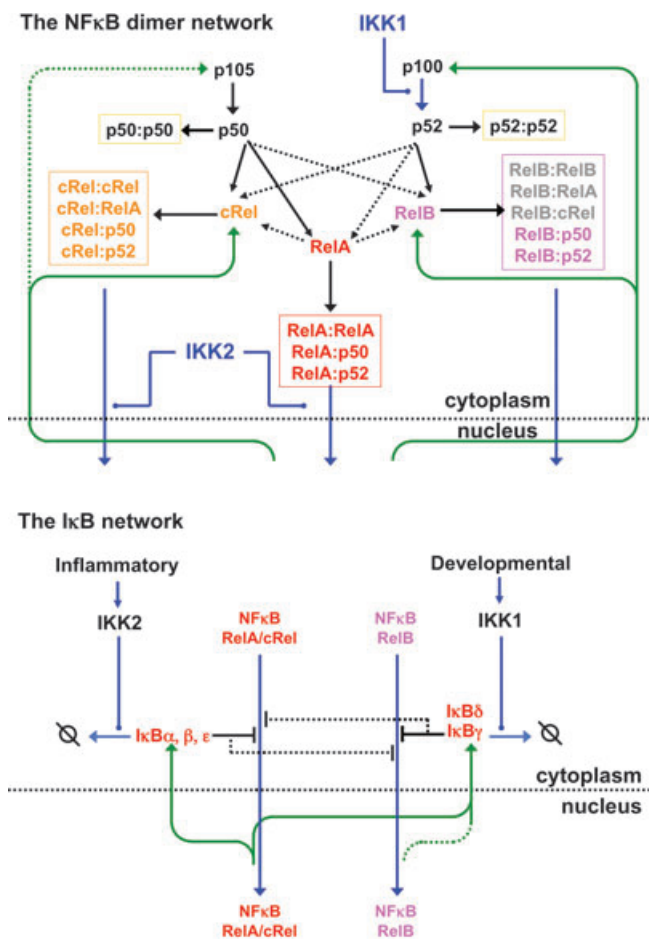 The NFκB dimer network
IKK1
p105
p100
p50:p50
p50
p52
p52:p52
cRel:cRel
cRel:RelA
cRel:p50
cRel:p52
cRel
RelA
RelB
RelB:RelB
RelB:RelA
RelB:cRel
RelB:p50
RelB:p52
IKK2
RelA:RelA
RelA:p50
RelA:p52
cytoplasm
nucleus
The IκB network
Inflammatory
Developmental
IKK2
NFκB
RelA/cRel
NFκB
RelB
IKK1
IκBα, β, ε
IκBδ
IκBγ
cytoplasm
nucleus
NFκB
RelA/cRel
NFκB
RelB